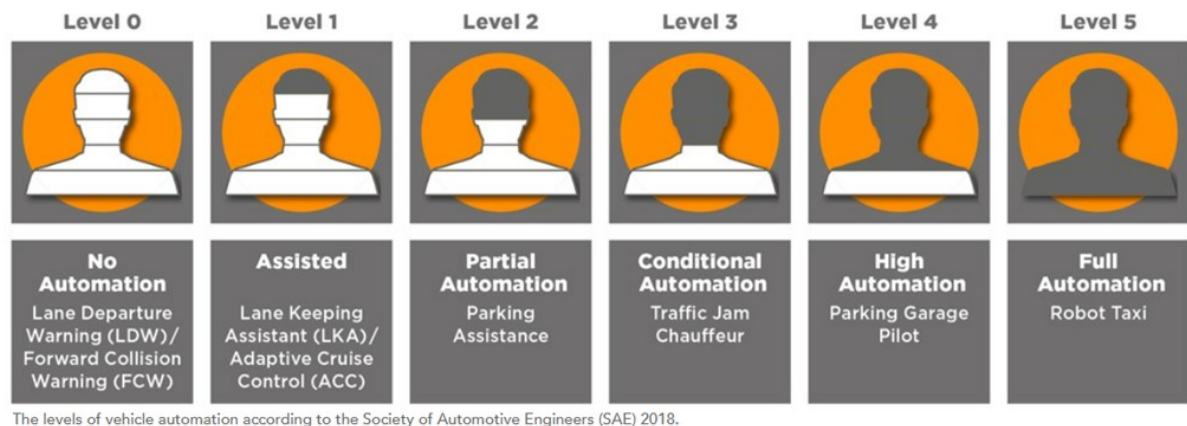 Level 0
Level 1
Level 2
Level 3
Level 4
Level 5
No
Automation
Lane Departure
Warning (LDW)/
Forward Collision
Warning (FCW)
Assisted
Lane Keeping
Assistant (LKA)/
Adaptive Cruise
Control (ACC)
Partial
Automation
Parking
Assistance
Conditional
Automation
Traffic Jam
Chauffeur
High
Automation
Parking Garage
Pilot
Full
Automation
Robot Taxi
The levels of vehicle automation according to the Society of Automotive Engineers (SAE) 2018.